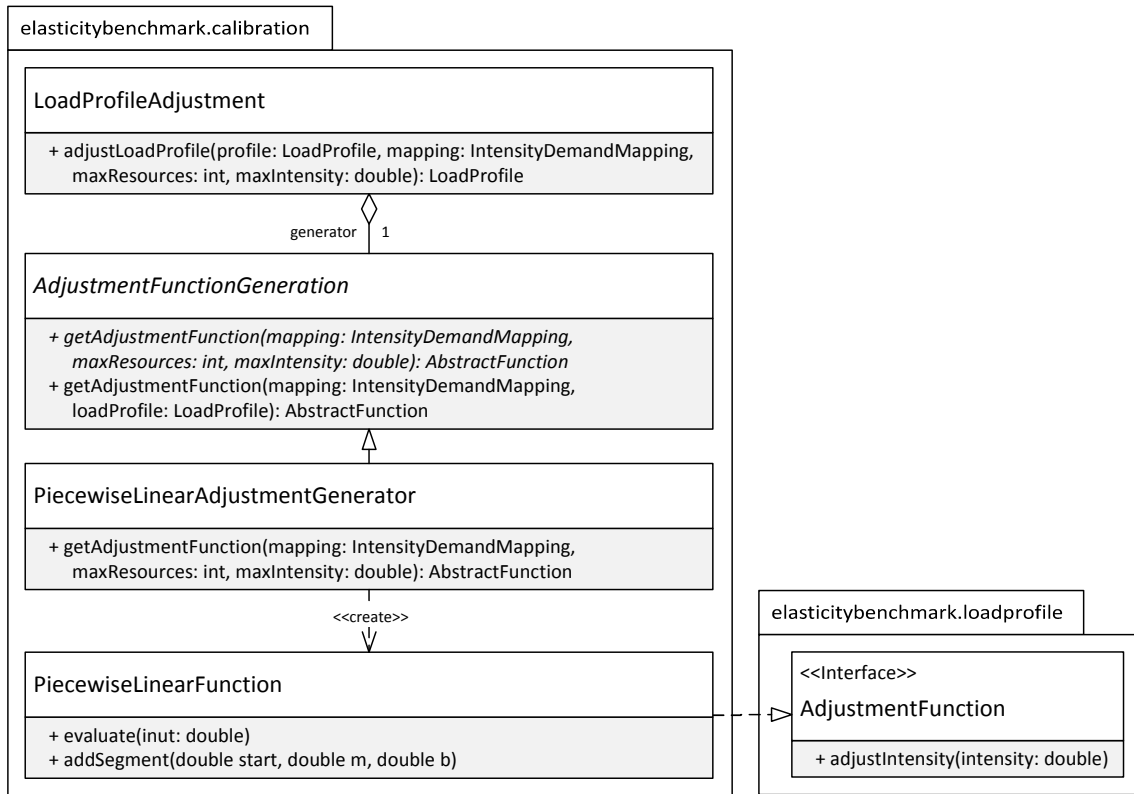 elasticitybenchmark.calibration
LoadProfileAdjustment
+ adjustLoadProfile(profile: LoadProfile, mapping: IntensityDemandMapping,
maxResources: int, maxIntensity: double): LoadProfile
generator 1
AdjustmentFunctionGeneration
+ getAdjustmentFunction(mapping: IntensityDemandMapping,
maxResources: int, maxIntensity: double): AbstractFunction
+ getAdjustmentFunction(mapping: IntensityDemandMapping,
loadProfile: LoadProfile): AbstractFunction
PiecewiseLinearAdjustmentGenerator
+ getAdjustmentFunction(mapping: IntensityDemandMapping,
maxResources: int, maxIntensity: double): AbstractFunction
<<create>>
PiecewiseLinearFunction
+ evaluate(inut: double)
+ addSegment(double start, double m, double b)
elasticitybenchmark.loadprofile
<<Interface>>
AdjustmentFunction
+ adjustIntensity(intensity: double)